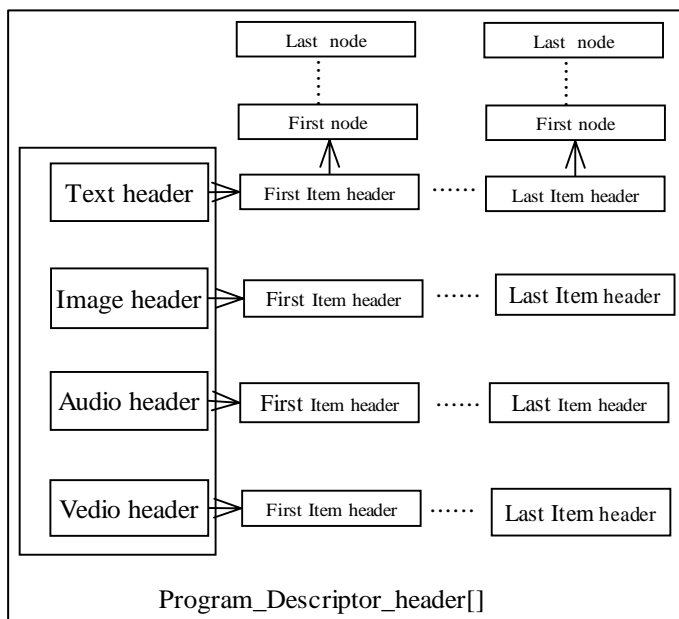 Last node Last node
First node First node
Text header First Item header ...... Last Item header
Image header First Item header ...... Last Item header
Audio header First Item header ...... Last Item header
Vedio header First Item header ...... Last Item header
Program_Descriptor_header[]